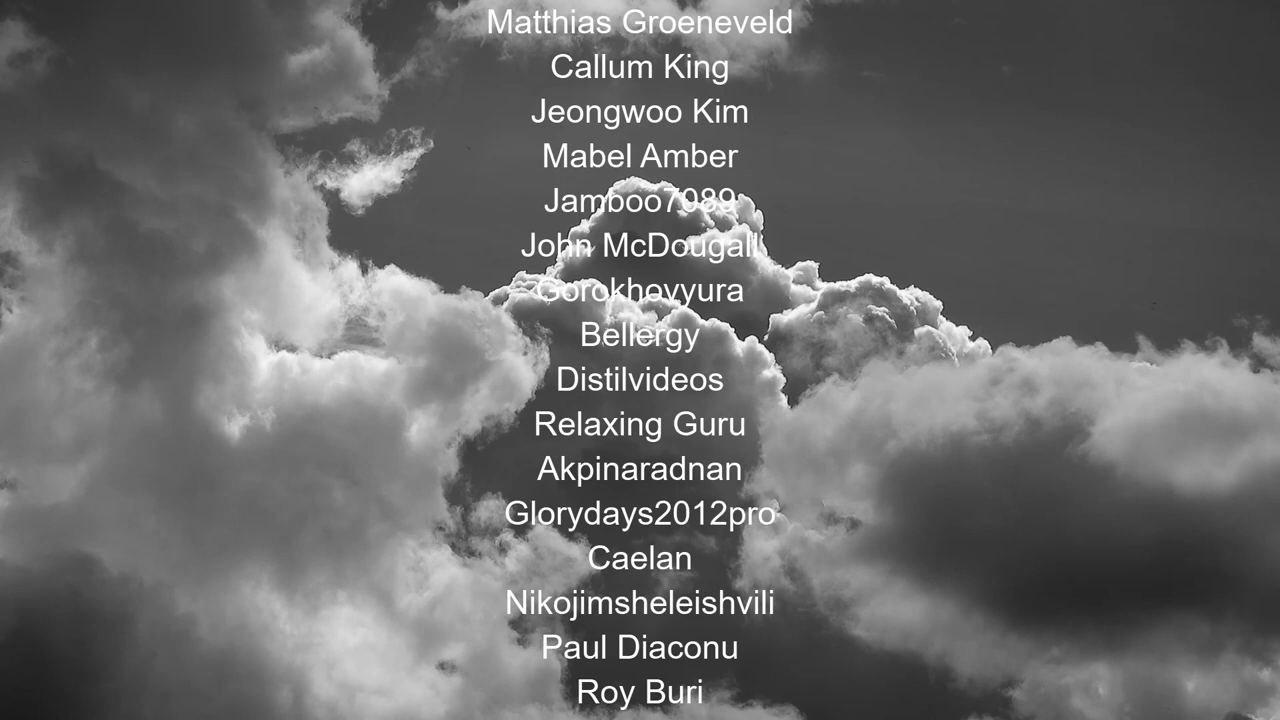 Matthias Groeneveld
Callum King
Jeongwoo Kim
Mabel Amber
Jamboo7089
John McDougall
Gorokhovyura
Bellergy
Distilvideos
Relaxing Guru
Akpinaradnan
Glorydays2012pro
Caelan
Nikojimsheleishvili
Paul Diaconu
Roy Buri